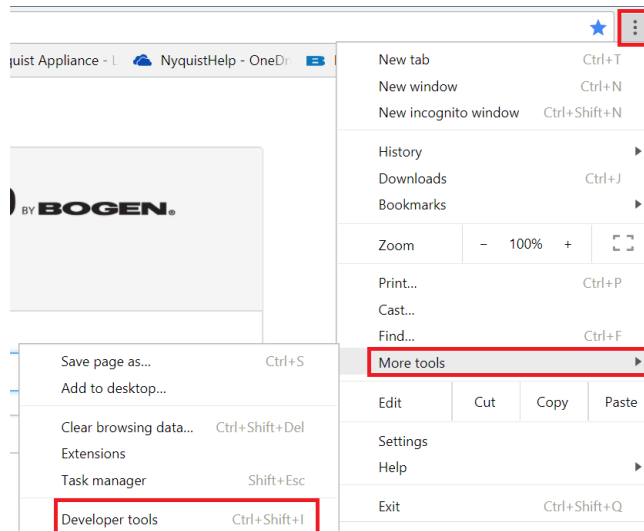 quist Appliance - L NyquistHelp - OneDr
New tab Ctrl+T
New window Ctrl+N
New incognito window Ctrl+Shift+N
History
Downloads Ctrl+J
Bookmarks
BY BOGEN®
Zoom - 100% +
Print... Ctrl+P
Cast...
Find... Ctrl+F
More tools
Save page as... Ctrl+S
Add to desktop...
Edit Cut Copy Paste
Clear browsing data... Ctrl+Shift+Del
Settings
Extensions
Help
Task manager Shift+Esc
Exit Ctrl+Shift+Q
Developer tools Ctrl+Shift+I